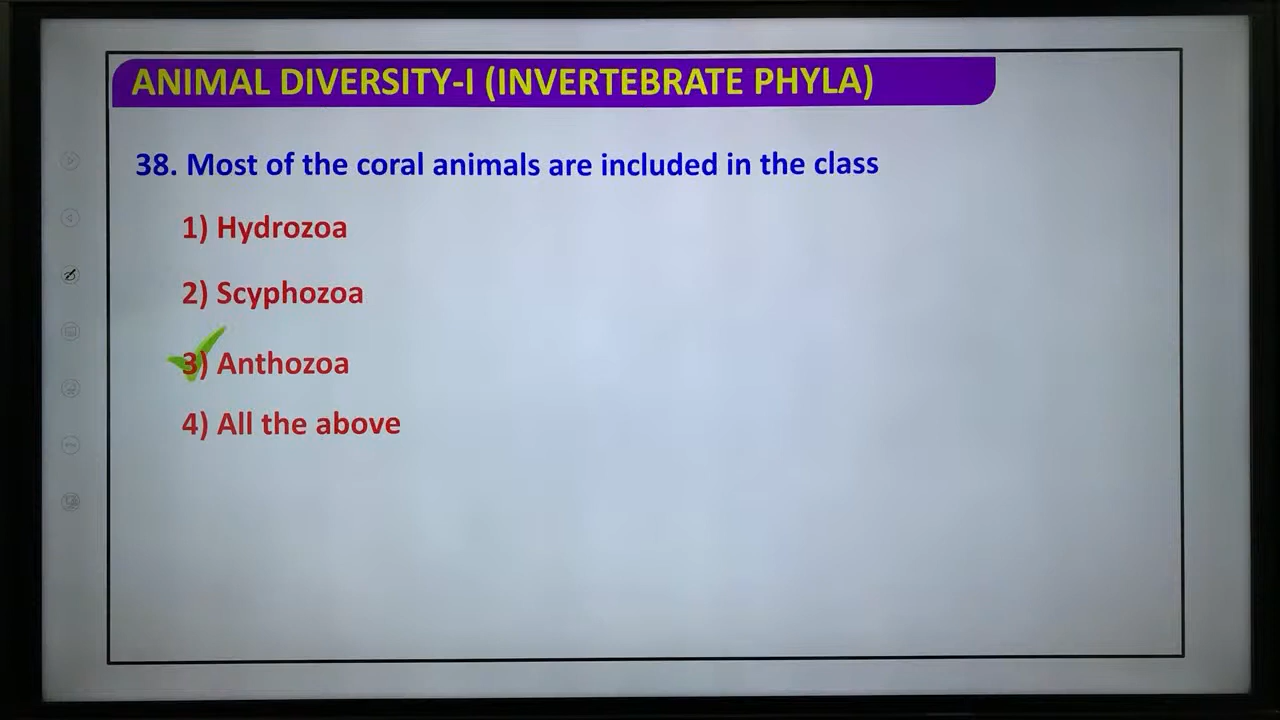 ANIMAL DIVERSITY-I (INVERTEBRATE PHYLA)
38. Most of the coral animals are included in the class
1) Hydrozoa
2) Scyphozoa
3) Anthozoa
4) All the above